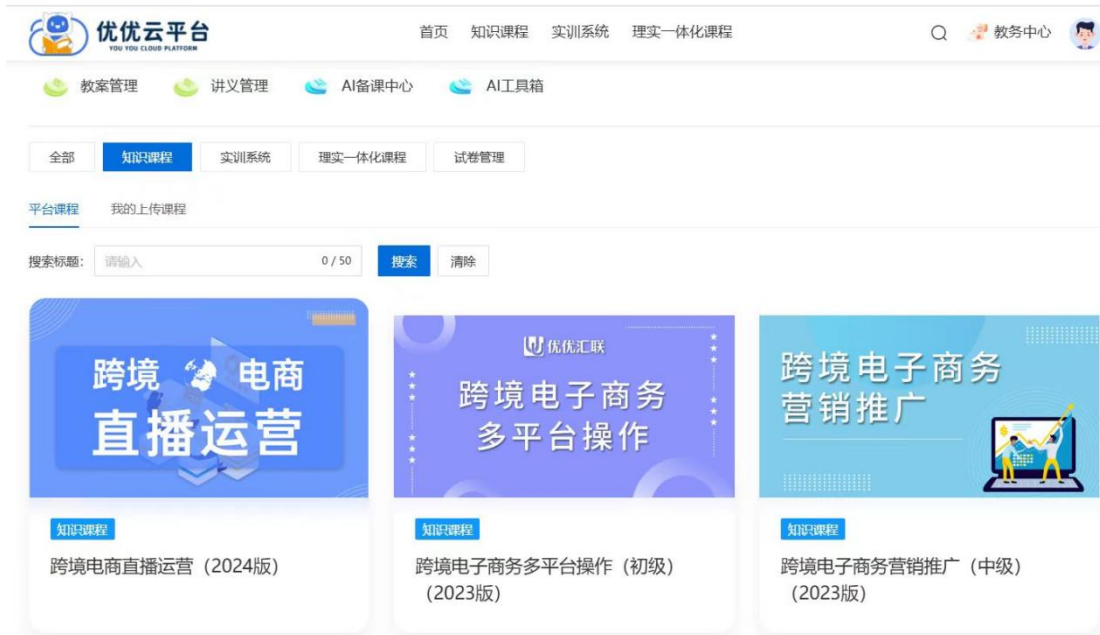 优优云平台
YOU YOU CLOUD PLATFORM
首页 知识课程 实训系统 理实一体化课程
教务中心
教案管理 讲义管理 AI备课中心 AI工具箱
全部 知识课程 实训系统 理实一体化课程 试卷管理
平台课程 我的上传课程
搜索标题: 请输入 0 / 50 搜索 清除
跨境 电商
直播运营
知识课程
跨境电商直播运营（2024版）
优优汇联
跨境电子商务
多平台操作
知识课程
跨境电子商务多平台操作（初级）
（2023版）
跨境电子商务
营销推广
知识课程
跨境电子商务营销推广（中级）
（2023版）